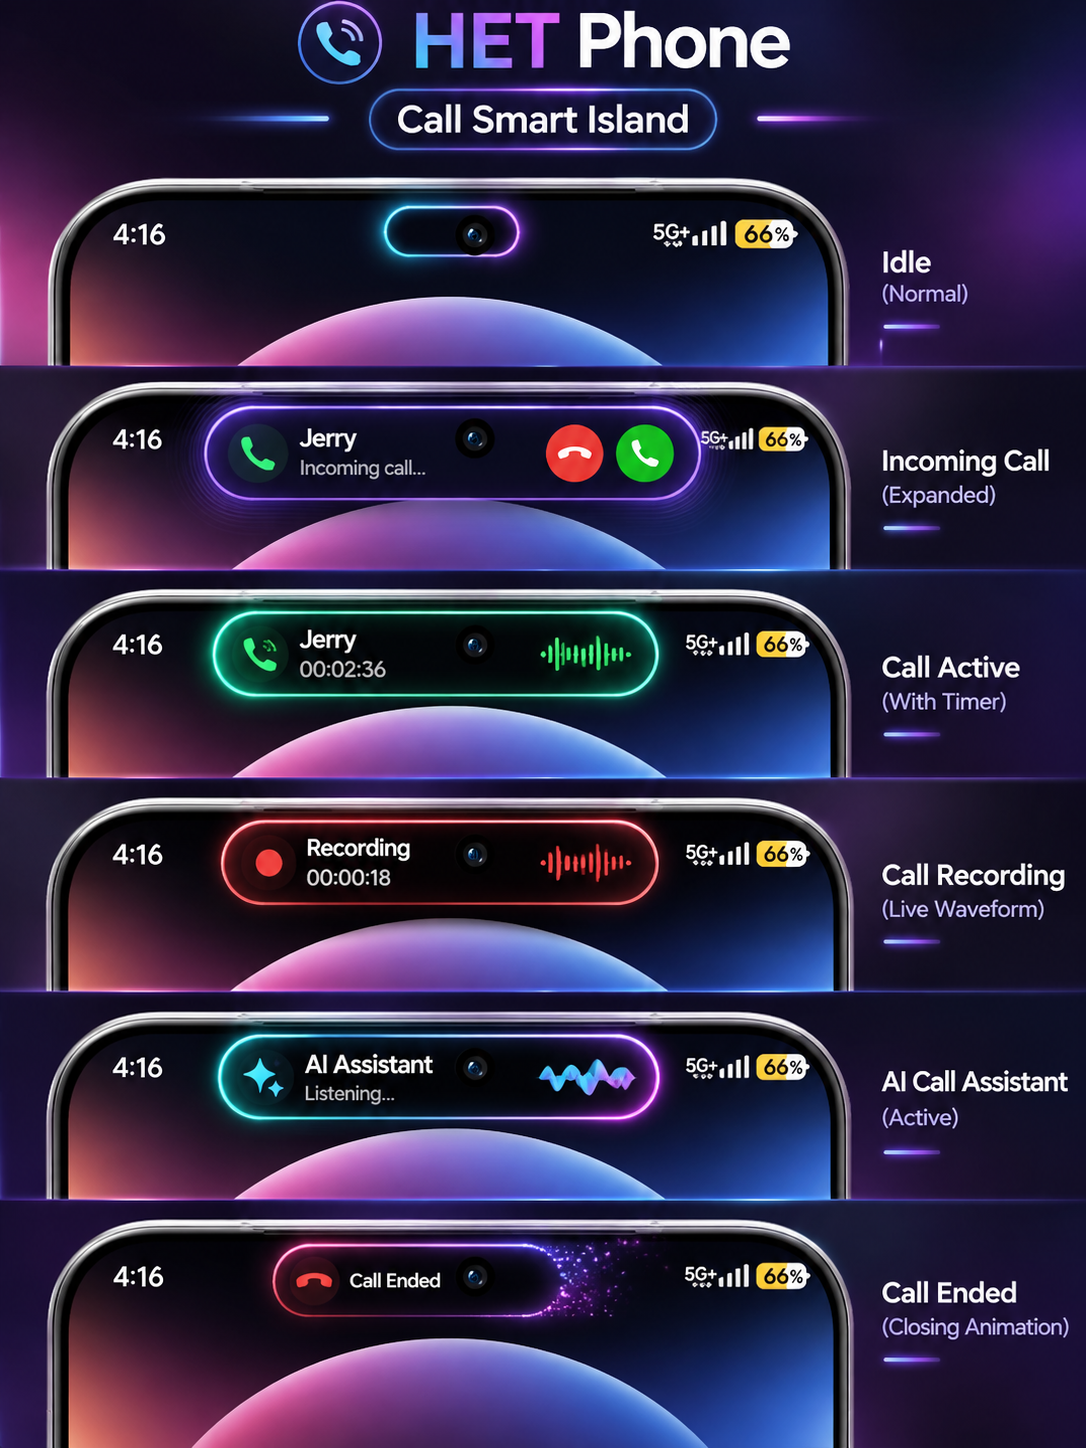 HET Phone
Call Smart Island
4:16
5G+ 66%
Idle
(Normal)
4:16
Jerry
Incoming call...
5G+ 66%
Incoming Call
(Expanded)
4:16
Jerry
00:02:36
5G+ 66%
Call Active
(With Timer)
4:16
Recording
00:00:18
5G+ 66%
Call Recording
(Live Waveform)
4:16
AI Assistant
Listening...
5G+ 66%
AI Call Assistant
(Active)
4:16
Call Ended
5G+ 66%
Call Ended
(Closing Animation)